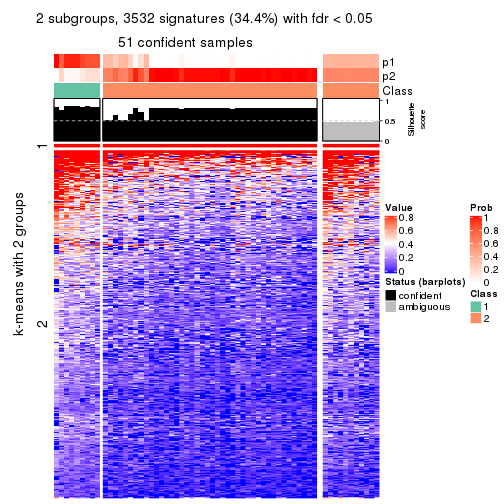 2 subgroups, 3532 signatures (34.4%) with fdr < 0.05
51 confident samples
p1
p2
Class
1
0.5
0
Silhouette
score
k-means with 2 groups
1
2
Value
0.8
0.6
0.4
0.2
0
Status (barplots)
confident
ambiguous
Prob
1
0.8
0.6
0.4
0.2
0
Class
1
2